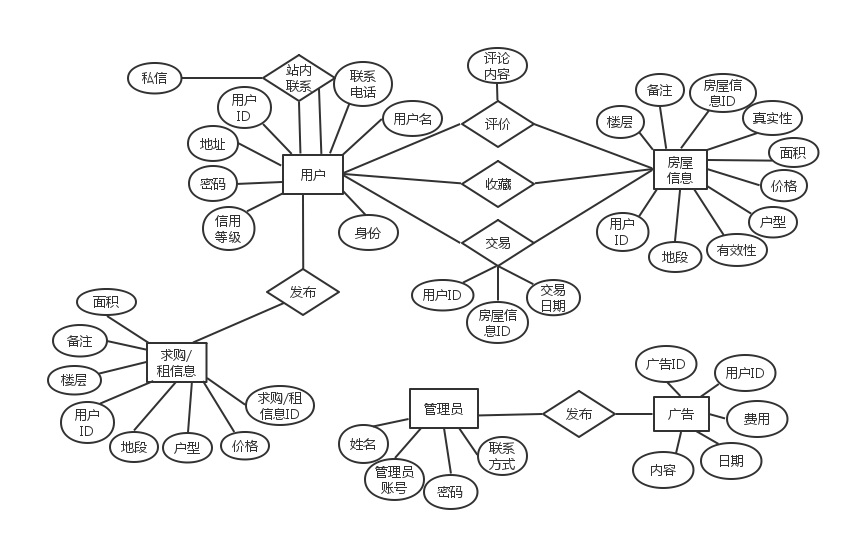 私信
站内
联系
联系
电话
用户
ID
用户名
地址
密码
信用
等级
用户
身份
评论
内容
评价
收藏
交易
用户ID
房屋信
息ID
交易
日期
备注
房屋信
息ID
楼层
真实性
面积
房屋
信息
价格
户型
用户
ID
地段
有效性
发布
面积
备注
楼层
求购/
租信息
用户
ID
地段
户型
价格
求购/租
信息ID
管理员
姓名
管理员
账号
密码
联系
方式
发布
广告ID
用户ID
广告
费用
内容
日期